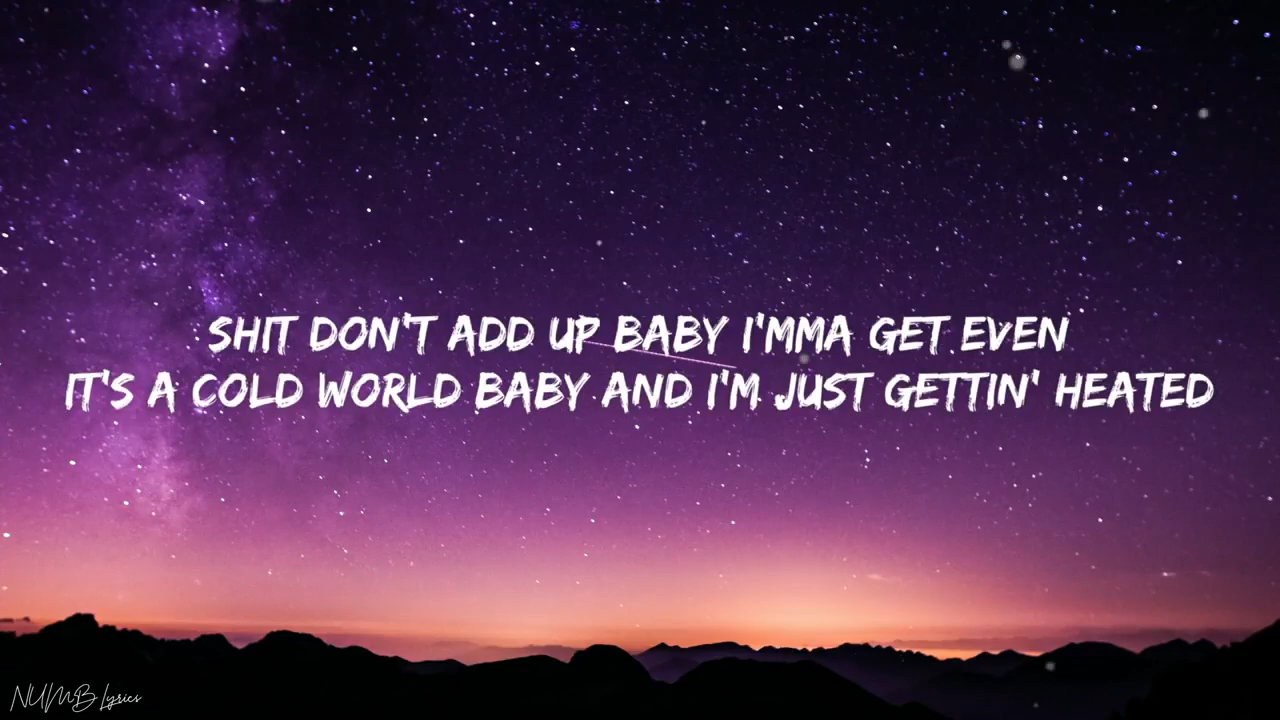 SHIT DON'T ADD UP BABY I'MMA GET EVEN
IT'S A COLD WORLD BABY AND I'M JUST GETTIN' HEATED
NUMB Lyrics